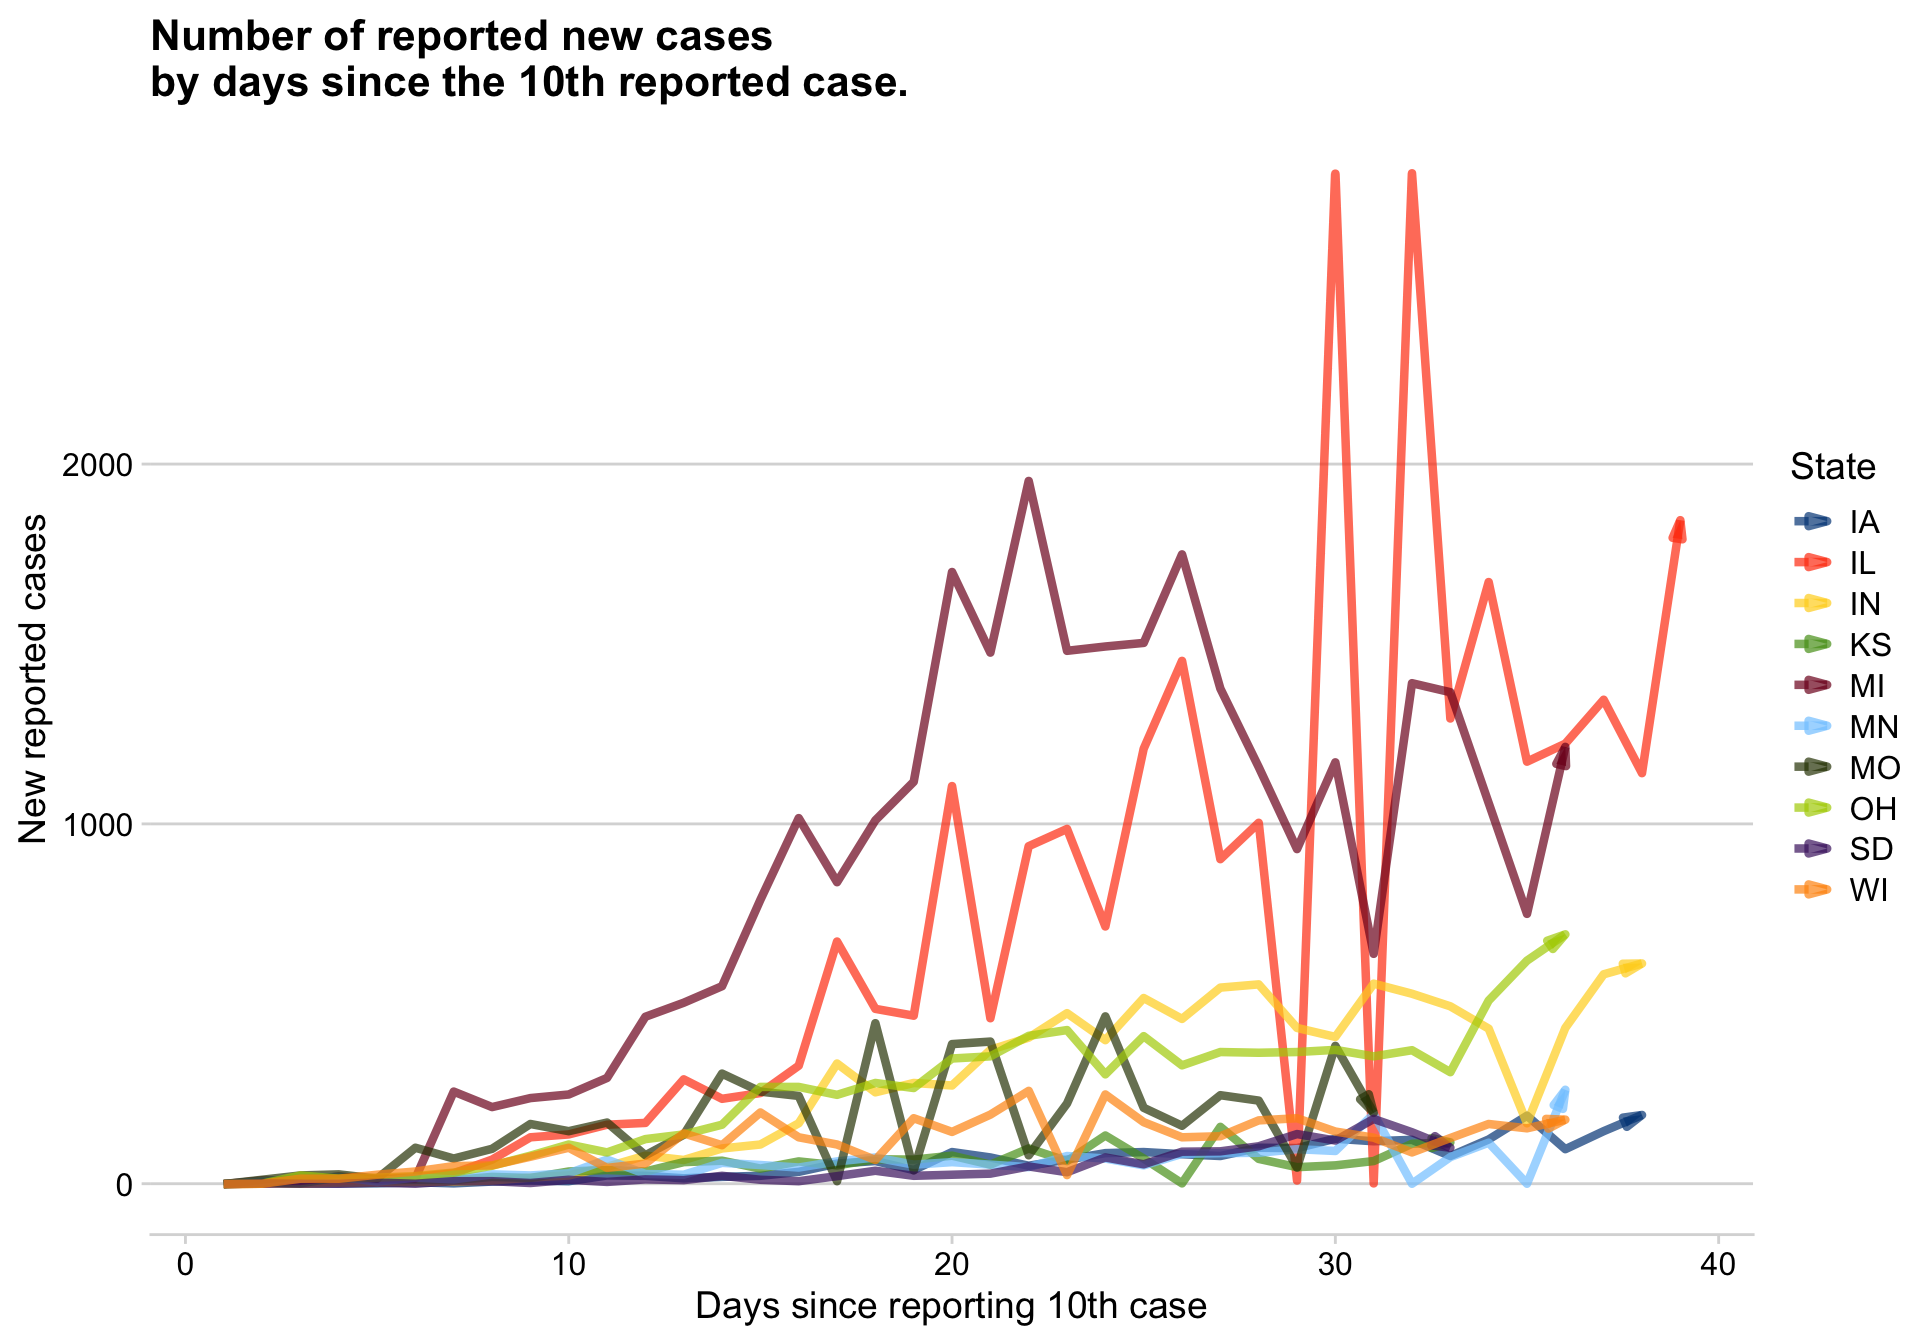 Number of reported new cases
by days since the 10th reported case.
New reported cases
2000
1000
0
0 10 20 30 40
Days since reporting 10th case
State
IA
IL
IN
KS
MI
MN
MO
OH
SD
WI